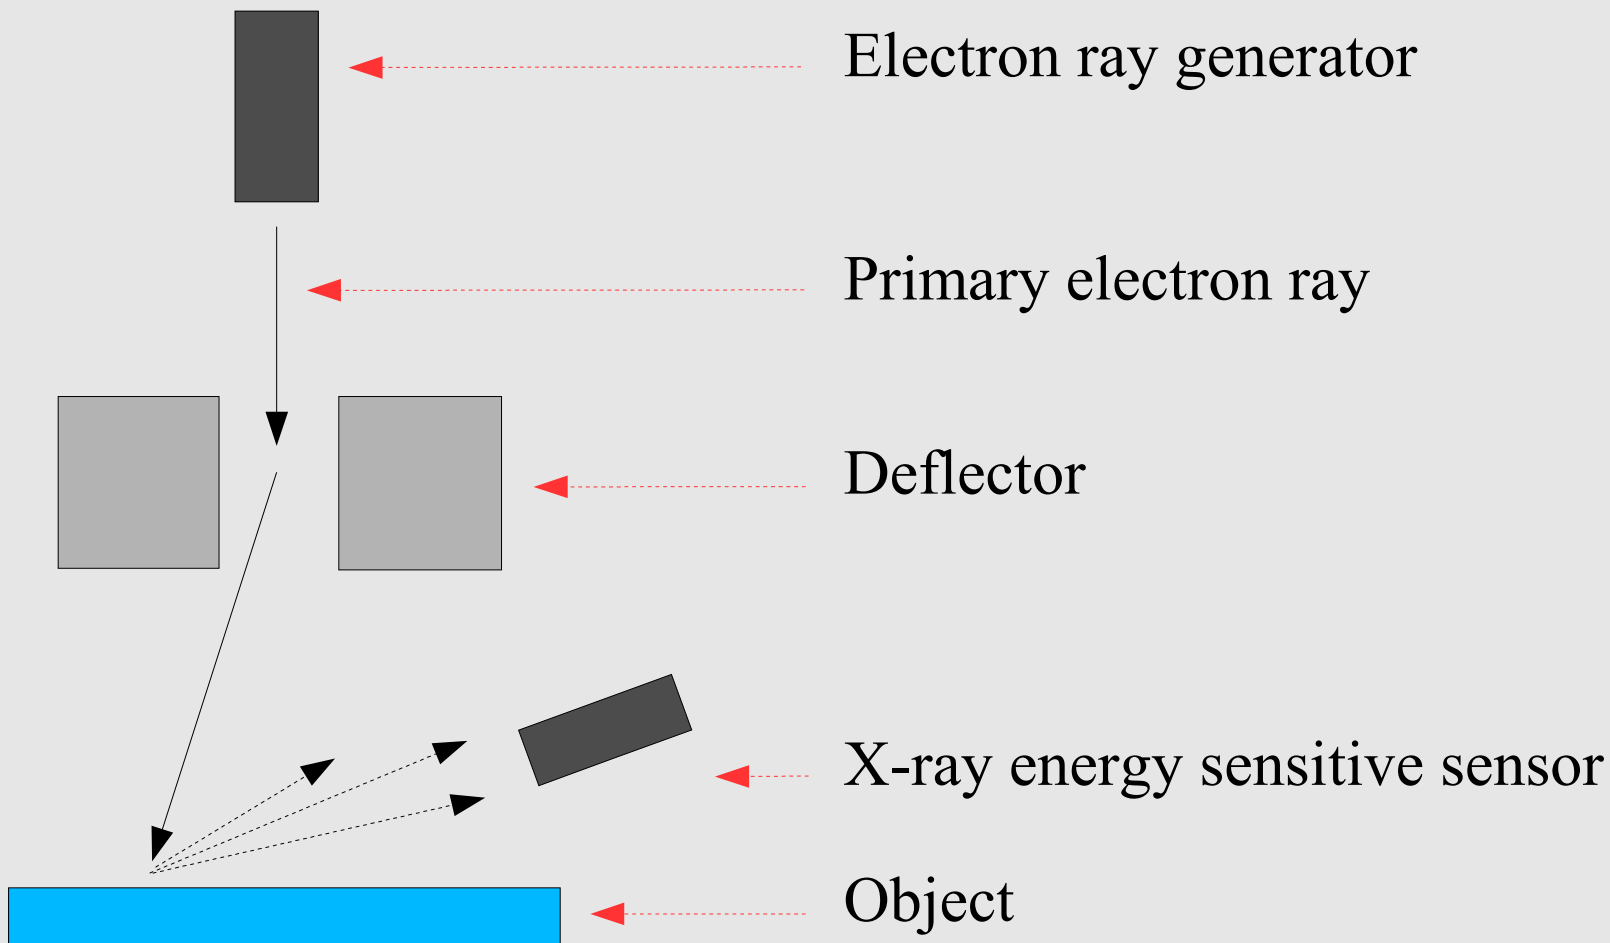 Electron ray generator
Primary electron ray
Deflector
X-ray energy sensitive sensor
Object